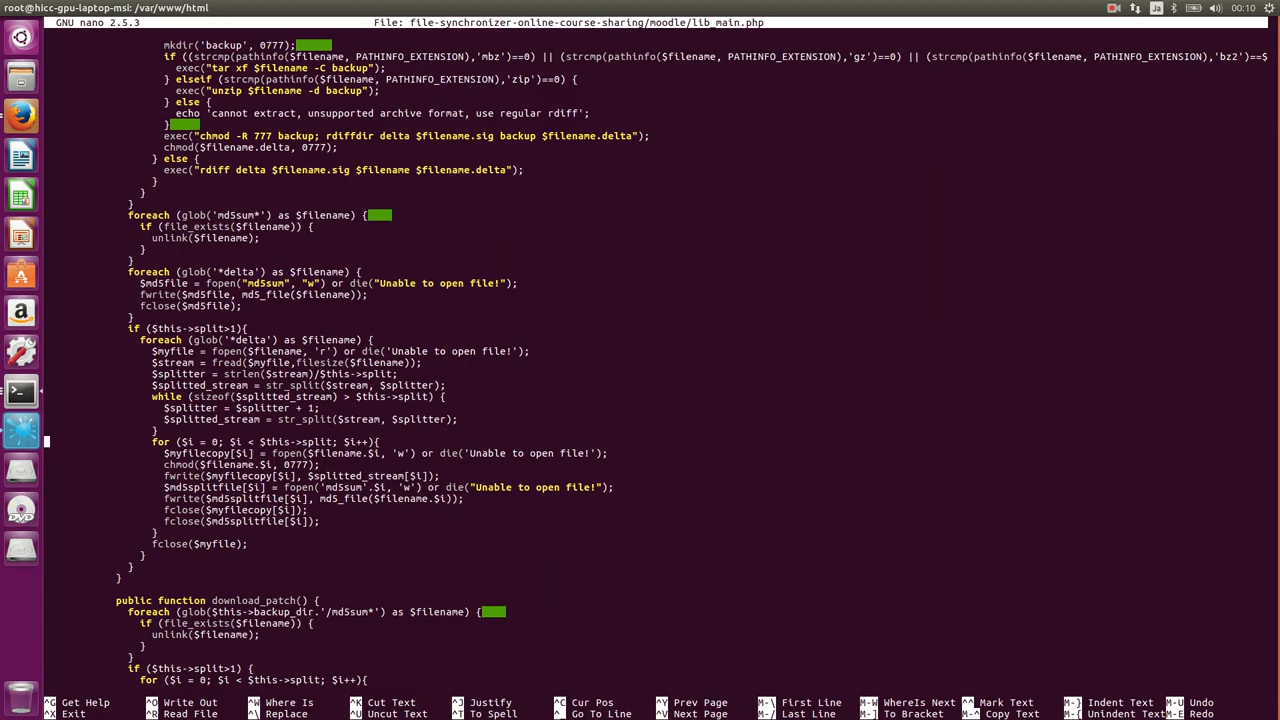 root@hicc-gpu-laptop-msi: /var/www/html
Ja
00:10
GNU nano 2.5.3 File: file-synchronizer-online-course-sharing/moodle/lib_main.php
mkdir('backup', 0777);
if ((strcmp(pathinfo($filename, PATHINFO_EXTENSION),'mbz')==0) || (strcmp(pathinfo($filename, PATHINFO_EXTENSION),'gz')==0) || (strcmp(pathinfo($filename, PATHINFO_EXTENSION),'bz2')==$
exec("tar xf $filename -C backup");
} elseif (strcmp(pathinfo($filename, PATHINFO_EXTENSION),'zip')==0) {
exec("unzip $filename -d backup");
} else {
echo 'cannot extract, unsupported archive format, use regular rdiff';
}
exec("chmod -R 777 backup; rdiffdir delta $filename.sig backup $filename.delta");
chmod($filename.delta, 0777);
} else {
exec("rdiff delta $filename.sig $filename $filename.delta");
}
}
}
foreach (glob('md5sum*') as $filename) {
if (file_exists($filename)) {
unlink($filename);
}
}
foreach (glob('*delta') as $filename) {
$md5file = fopen("md5sum", "w") or die("Unable to open file!");
fwrite($md5file, md5_file($filename));
fclose($md5file);
}
if ($this->split>1){
foreach (glob('*delta') as $filename) {
$myfile = fopen($filename, 'r') or die('Unable to open file!');
$stream = fread($myfile,filesize($filename));
$splitter = strlen($stream)/$this->split;
$splitted_stream = str_split($stream, $splitter);
while (sizeof($splitted_stream) > $this->split) {
$splitter = $splitter + 1;
$splitted_stream = str_split($stream, $splitter);
}
for ($i = 0; $i < $this->split; $i++){
$myfilecopy[$i] = fopen($filename.$i, 'w') or die('Unable to open file!');
chmod($filename.$i, 0777);
fwrite($myfilecopy[$i], $splitted_stream[$i]);
$md5splitfile[$i] = fopen('md5sum'.$i, 'w') or die("Unable to open file!");
fwrite($md5splitfile[$i], md5_file($filename.$i));
fclose($myfilecopy[$i]);
fclose($md5splitfile[$i]);
}
fclose($myfile);
}
}
}
public function download_patch() {
foreach (glob($this->backup_dir.'/md5sum*') as $filename) {
if (file_exists($filename)) {
unlink($filename);
}
}
if ($this->split>1) {
for ($i = 0; $i < $this->split; $i++){
^G Get Help ^O Write Out ^W Where Is ^K Cut Text ^J Justify ^C Cur Pos ^Y Prev Page M-\ First Line M-W WhereIs Next M-^ Mark Text M-} Indent Text M-U Undo
^X Exit ^R Read File ^\ Replace ^U Uncut Text ^T To Spell ^_ Go To Line ^V Next Page M-/ Last Line M-] To Bracket M-^ Copy Text M-{ Unindent Text M-E Redo